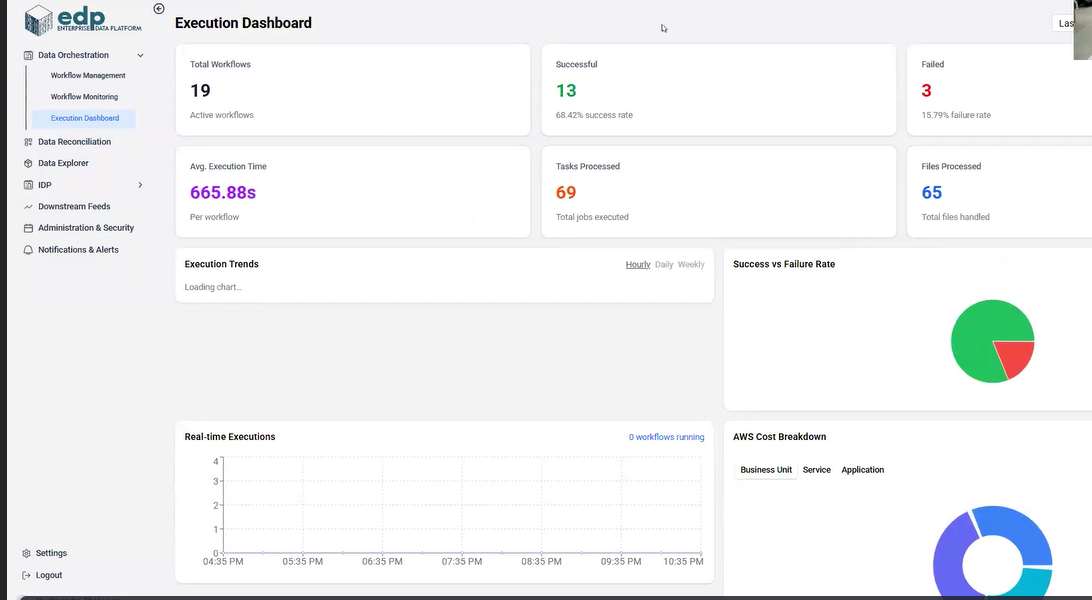 edp
ENTERPRISE DATA PLATFORM
Data Orchestration
Workflow Management
Workflow Monitoring
Execution Dashboard
Data Reconciliation
Data Explorer
IDP
Downstream Feeds
Administration & Security
Notifications & Alerts
Settings
Logout
Execution Dashboard
Las
Total Workflows
19
Active workflows
Successful
13
68.42% success rate
Failed
3
15.79% failure rate
Avg. Execution Time
665.88s
Per workflow
Tasks Processed
69
Total jobs executed
Files Processed
65
Total files handled
Execution Trends
Hourly Daily Weekly
Loading chart...
Success vs Failure Rate
Real-time Executions
0 workflows running
4
3
2
1
0
04:35 PM 05:35 PM 06:35 PM 07:35 PM 08:35 PM 09:35 PM 10:35 PM
AWS Cost Breakdown
Business Unit Service Application